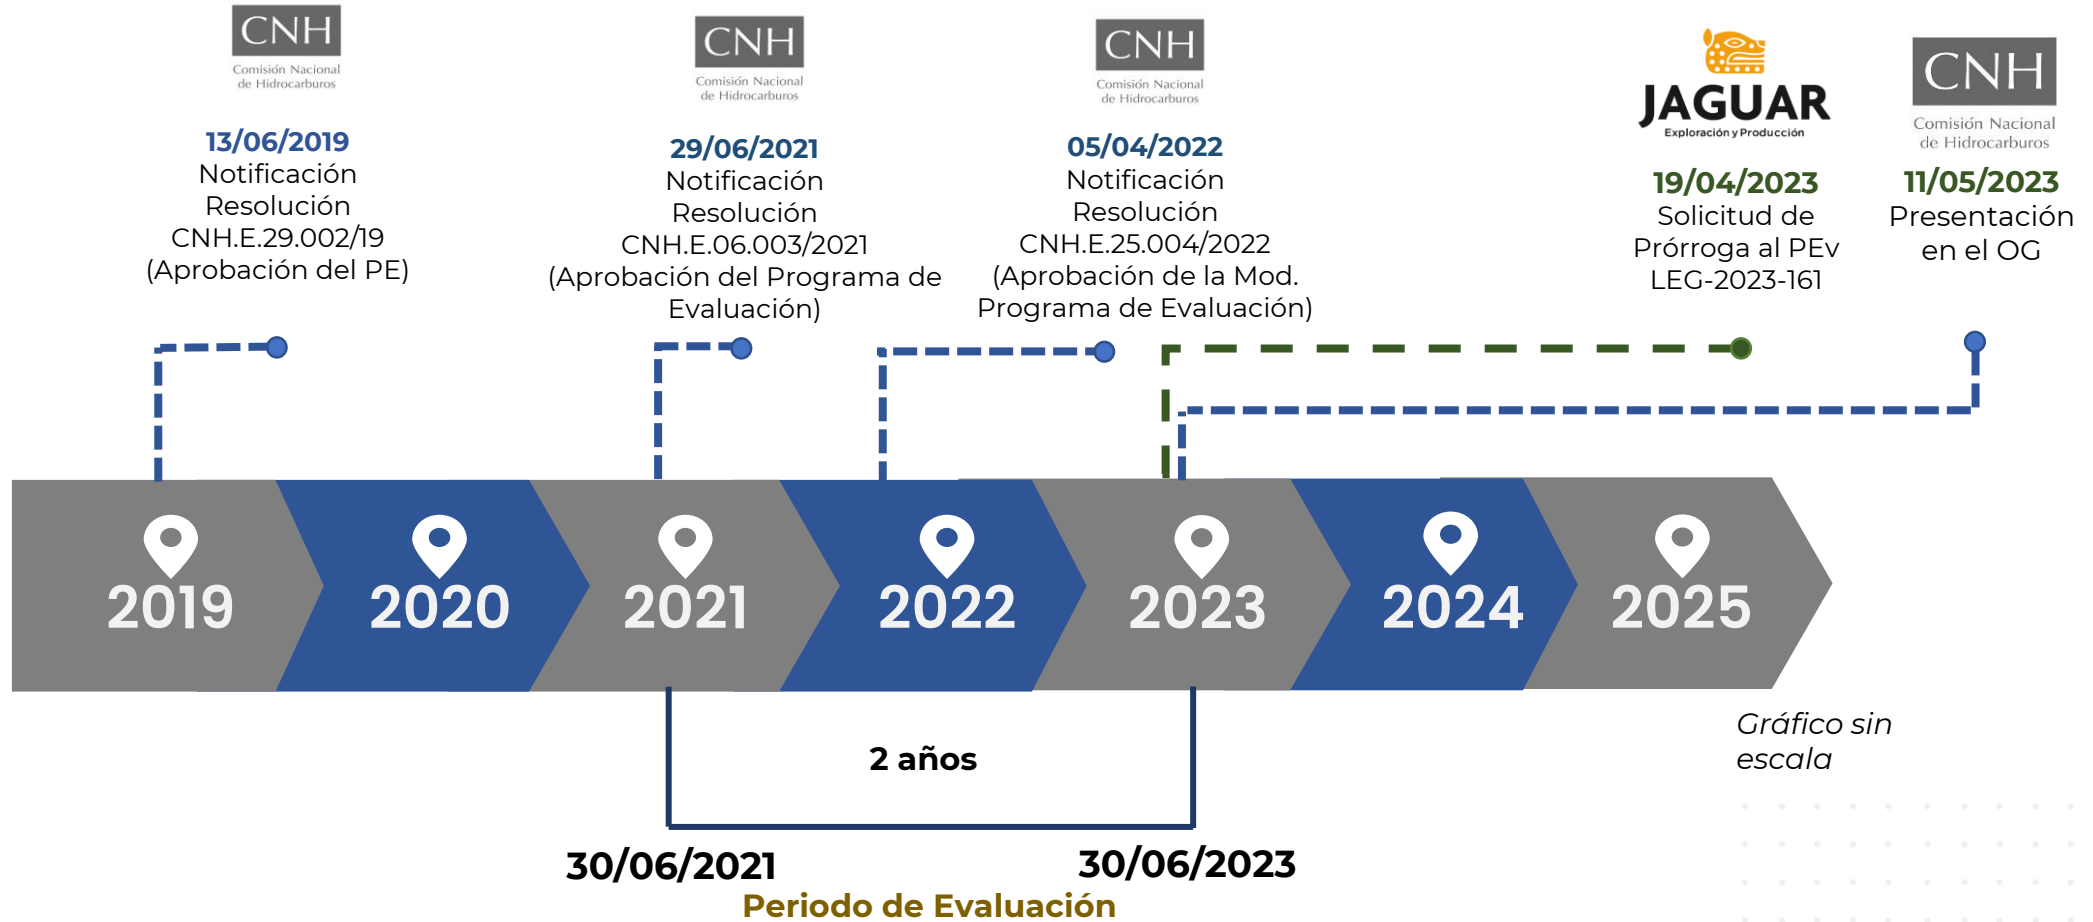 CNH
Comisión Nacional
de Hidrocarburos
13/06/2019
Notificación
Resolución
CNH.E.29.002/19
(Aprobación del PE)
CNH
Comisión Nacional
de Hidrocarburos
29/06/2021
Notificación
Resolución
CNH.E.06.003/2021
(Aprobación del Programa de
Evaluación)
CNH
Comisión Nacional
de Hidrocarburos
05/04/2022
Notificación
Resolución
CNH.E.25.004/2022
(Aprobación de la Mod.
Programa de Evaluación)
JAGUAR
Exploración y Producción
19/04/2023
Solicitud de
Prórroga al PEv
LEG-2023-161
CNH
Comisión Nacional
de Hidrocarburos
11/05/2023
Presentación
en el OG
2019
2020
2021
2022
2023
2024
2025
Gráfico sin
escala
2 años
30/06/2021
30/06/2023
Periodo de Evaluación